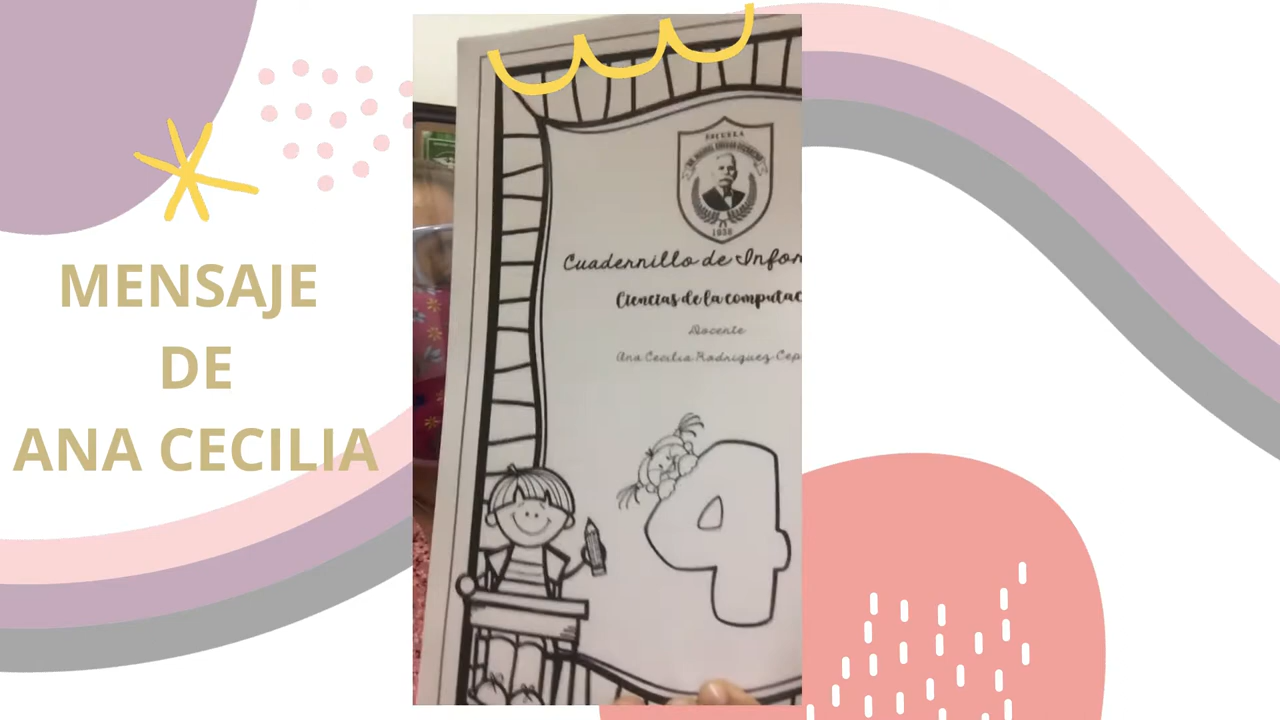 MENSAJE
DE
ANA CECILIA
ESCUELA
1938
Cuadernillo de Infor
Ciencias de la computac
Docente
Ana Cecilia Rodriguez Cep
4